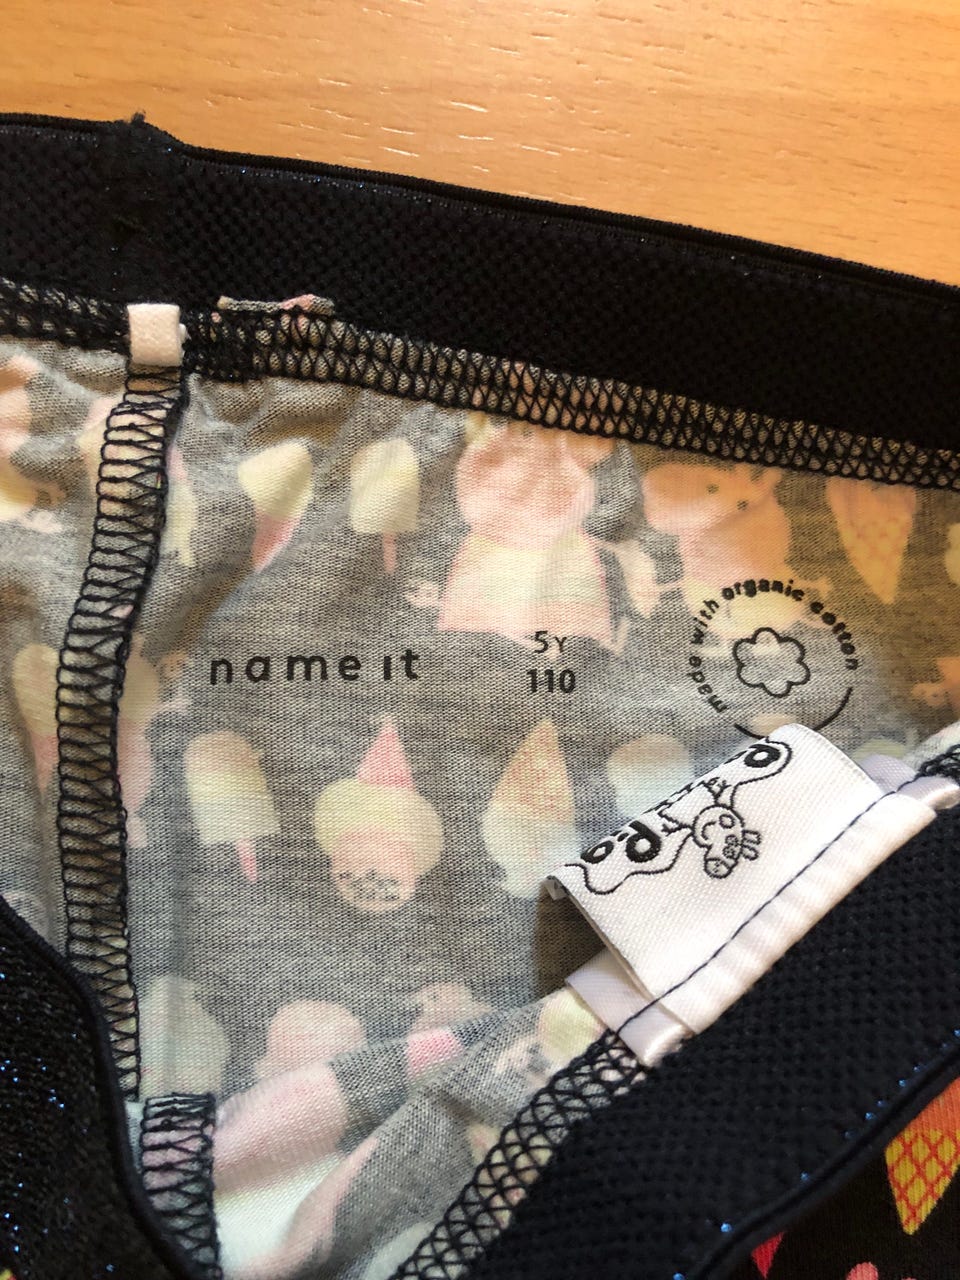 name it
5Y
110
made with organic cotton